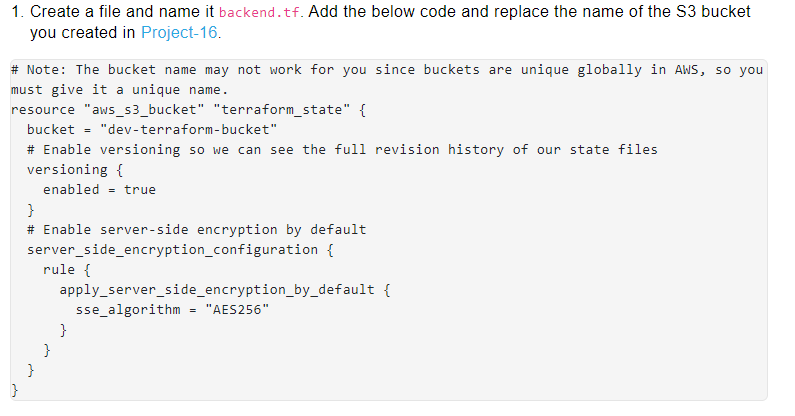 1. Create a file and name it backend.tf. Add the below code and replace the name of the S3 bucket
you created in Project-16.
# Note: The bucket name may not work for you since buckets are unique globally in AWS, so you
must give it a unique name.
resource "aws_s3_bucket" "terraform_state" {
  bucket = "dev-terraform-bucket"
  # Enable versioning so we can see the full revision history of our state files
  versioning {
    enabled = true
  }
  # Enable server-side encryption by default
  server_side_encryption_configuration {
    rule {
      apply_server_side_encryption_by_default {
        sse_algorithm = "AES256"
      }
    }
  }
}